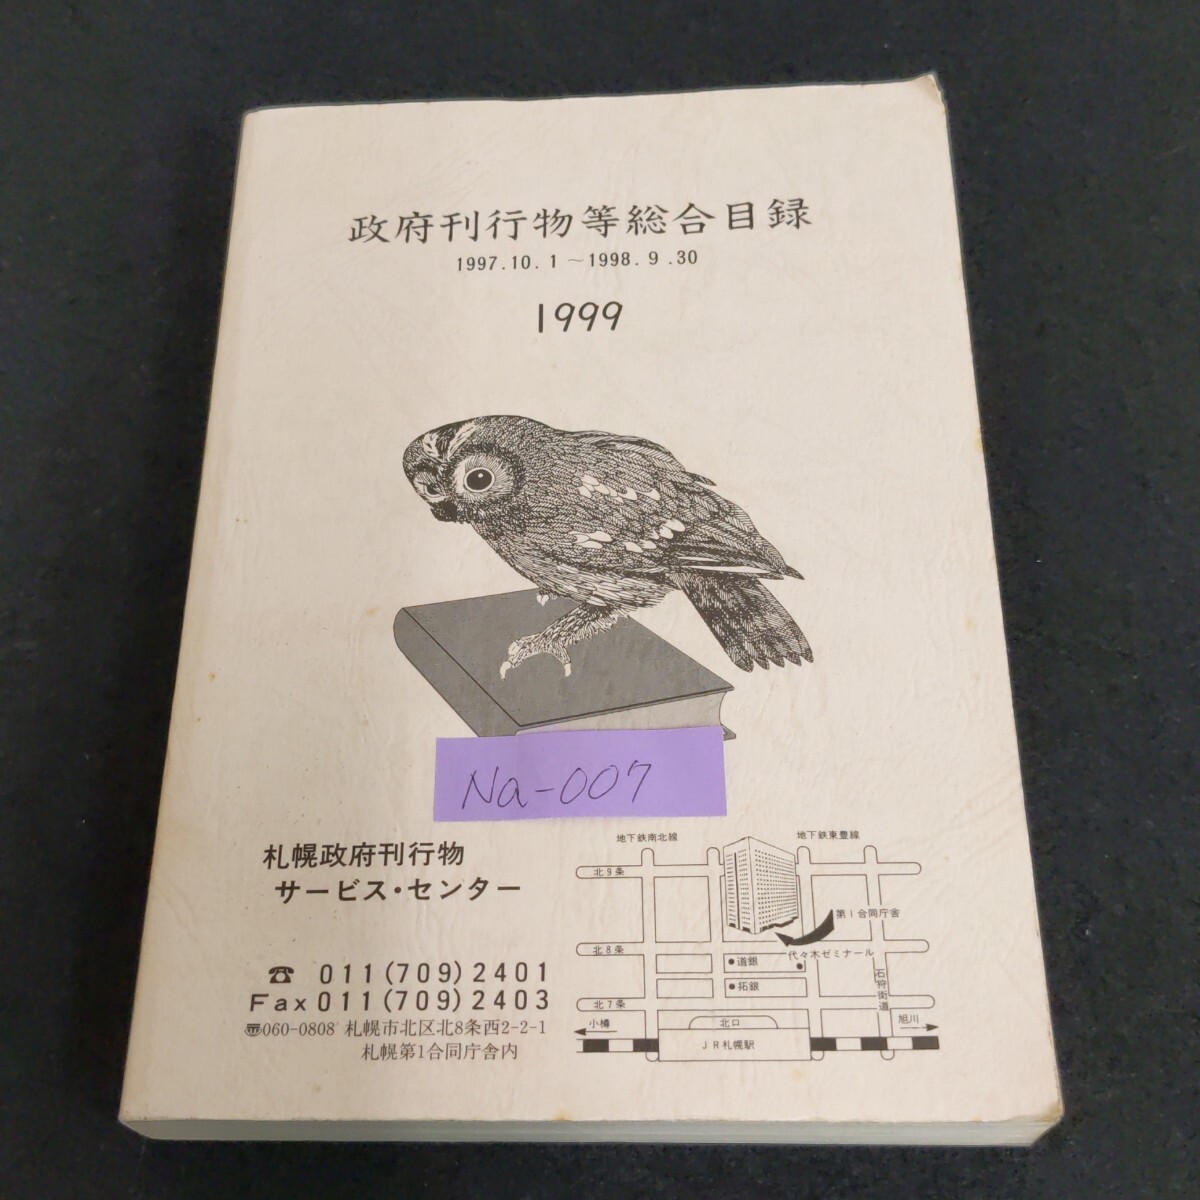 政府刊行物等総合目録
1997.10.1～1998.9.30
1999
Na-007
札幌政府刊行物
サービス・センター
☎ 011(709)2401
Fax 011(709)2403
〠060-0808 札幌市北区北8条西2-2-1
札幌第1合同庁舎内
地下鉄南北線
地下鉄東豊線
北9条
第1合同庁舎
北8条
代々木ゼミナール
●道銀
●拓銀
石狩街道
北7条
小樽
北口
旭川
JR札幌駅